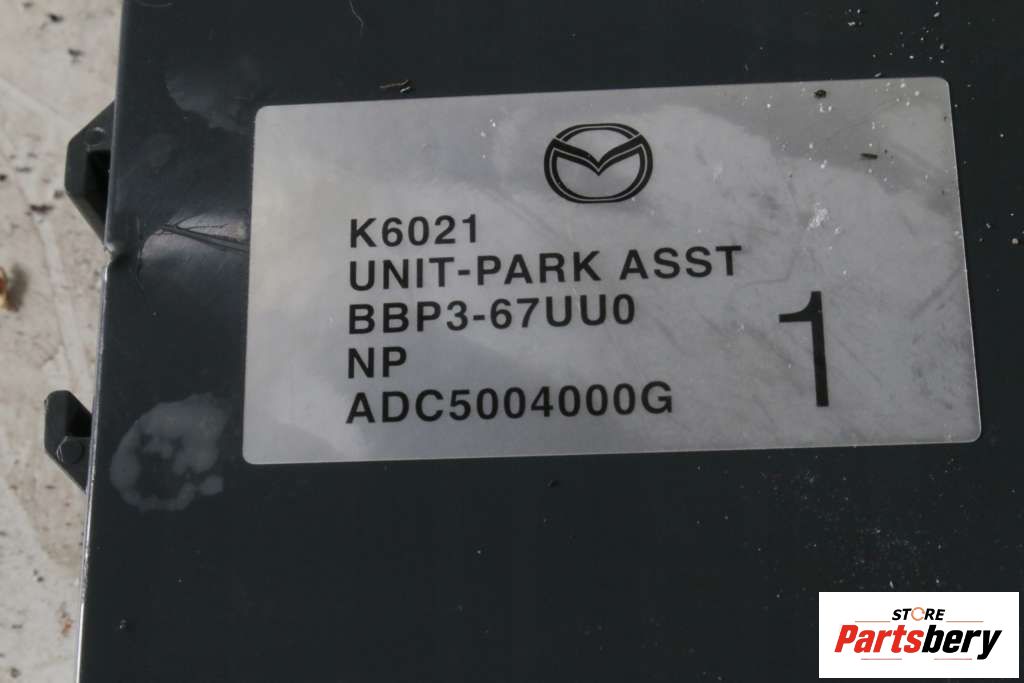 K6021
UNIT-PARK ASST
BBP3-67UU0
NP
ADC5004000G
1
STORE
Partsbery